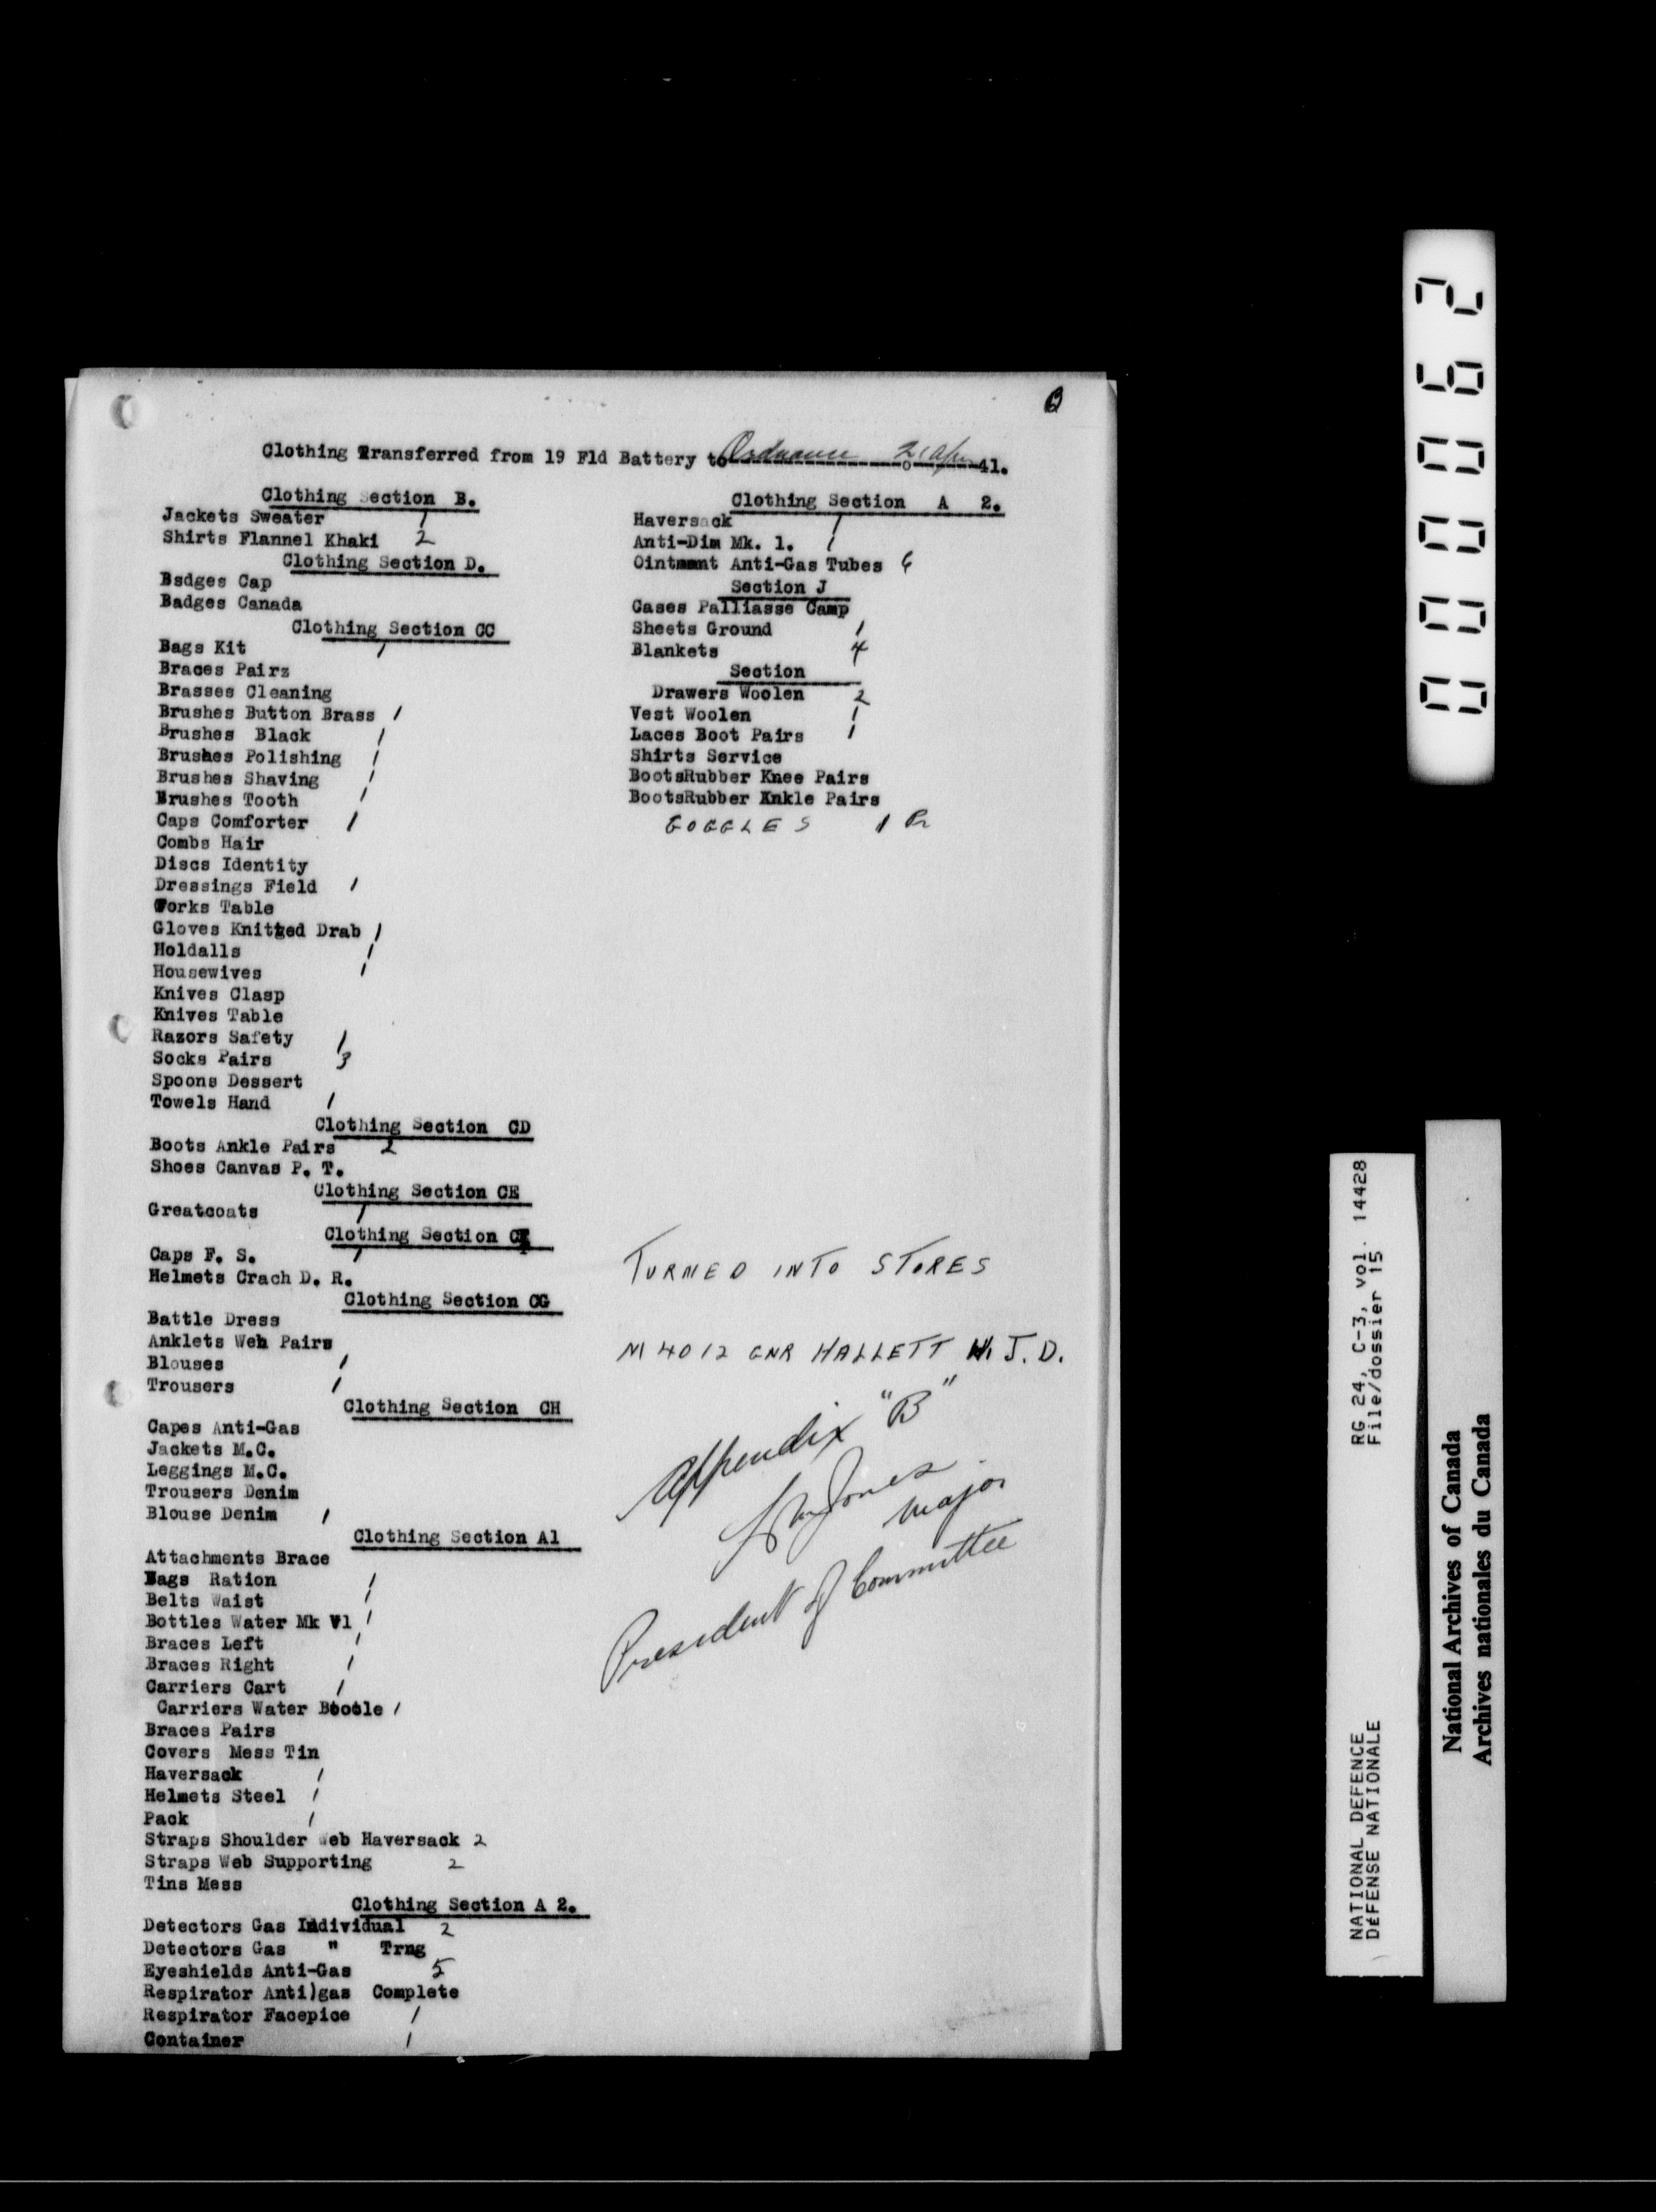 B
Clothing Transferred from 19 Fld Battery to Ordnance 21 Apr 41.
Clothing Section B.
Jackets Sweater 1
Shirts Flannel Khaki 2
Clothing Section D.
Bsdges Cap
Badges Canada
Clothing Section CC
Bags Kit 1
Braces Pairs
Brasses Cleaning
Brushes Button Brass 1
Brushes Black 1
Brushes Polishing 1
Brushes Shaving 1
Brushes Tooth 1
Caps Comforter 1
Combs Hair
Discs Identity
Dressings Field 1
Forks Table
Gloves Knitted Drab 1
Holdalls 1
Housewives 1
Knives Clasp
Knives Table
Razors Safety 1
Socks Pairs 3
Spoons Dessert
Towels Hand 1
Clothing Section CD
Boots Ankle Pairs 2
Shoes Canvas P. T.
Clothing Section CE
Greatcoats 1
Clothing Section
Caps F. S. 1
Helmets Crach D. R.
Clothing Section CG
Battle Dress
Anklets Web Pairs
Blouses 1
Trousers 1
Clothing Section CH
Capes Anti-Gas
Jackets M.C.
Leggings M.C.
Trousers Denim
Blouse Denim 1
Clothing Section A1
Attachments Brace
Bags Ration 1
Belts Waist 1
Bottles Water Mk V1 1
Braces Left 1
Braces Right 1
Carriers Cart 1
Carriers Water Bootle 1
Braces Pairs
Covers Mess Tin
Haversack 1
Helmets Steel 1
Pack 1
Straps Shoulder Web Haversack 2
Straps Web Supporting 2
Tins Mess
Clothing Section A 2.
Detectors Gas Individual 2
Detectors Gas " Trng
Eyeshields Anti-Gas 5
Respirator Anti)gas Complete
Respirator Facepice 1
Container 1
Clothing Section A 2.
Haversack 1
Anti-Dim Mk. 1. 1
Ointmant Anti-Gas Tubes 6
Section J
Cases Palliasse Camp
Sheets Ground 1
Blankets 4
Section
Drawers Woolen 2
Vest Woolen 1
Laces Boot Pairs 1
Shirts Service
BootsRubber Knee Pairs
BootsRubber Ankle Pairs
GOGGLES 1 Pr
TURNED INTO STORES
M 4012 GNR HALLETT W. J. D.
Appendix "B"
Jones
Major
President of Committee
000062
RG 24, C-3, vol. 14428
File/dossier 15
NATIONAL DEFENCE
DÉFENSE NATIONALE
National Archives of Canada
Archives nationales du Canada